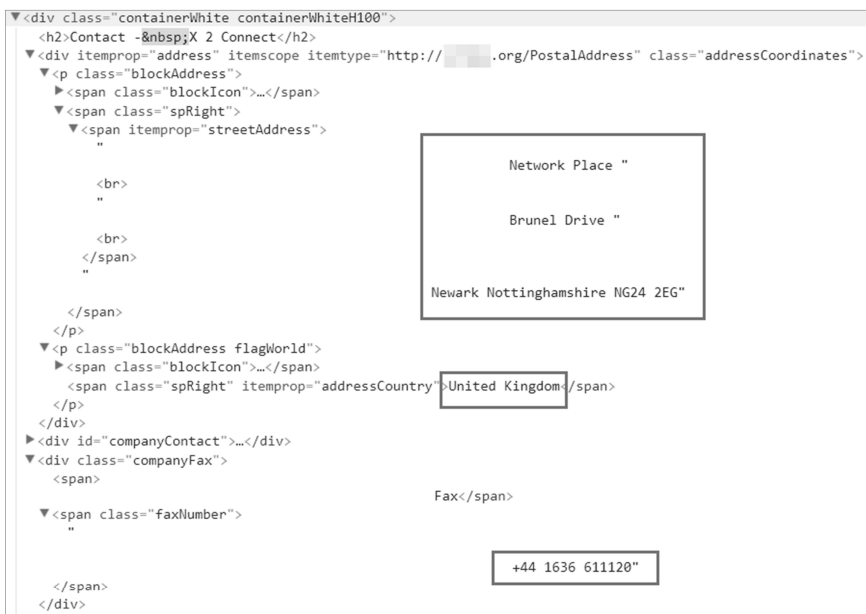 ▼<div class="containerWhite containerWhiteH100">
<h2>Contact -&nbsp;X 2 Connect</h2>
▼<div itemprop="address" itemscope itemtype="http://.org/PostalAddress" class="addressCoordinates">
▼<p class="blockAddress">
▶<span class="blockIcon">…</span>
▼<span class="spRight">
▼<span itemprop="streetAddress">
"
Network Place "
<br>
"
Brunel Drive "
<br>
</span>
"
Newark Nottinghamshire NG24 2EG"
</span>
</p>
▼<p class="blockAddress flagWorld">
▶<span class="blockIcon">…</span>
<span class="spRight" itemprop="addressCountry">United Kingdom</span>
</p>
</div>
▶<div id="companyContact">…</div>
▼<div class="companyFax">
<span>
Fax</span>
▼<span class="faxNumber">
"
+44 1636 611120"
</span>
</div>